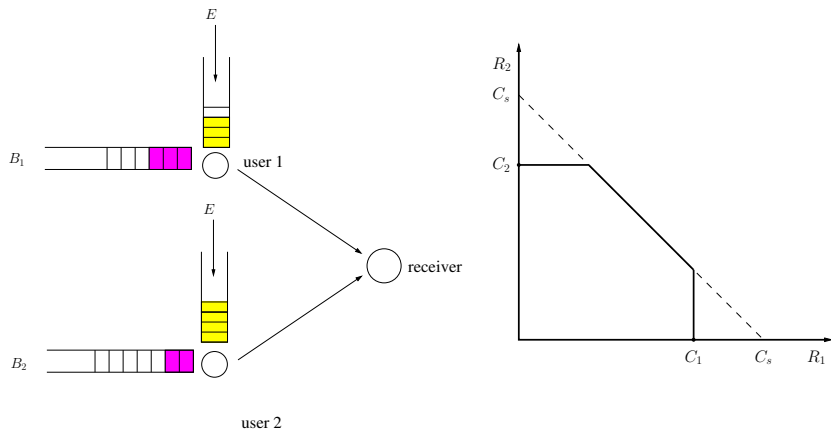 E
B₁
user 1
E
receiver
B₂
user 2
R₂
Cₛ
C₂
C₁
Cₛ
R₁